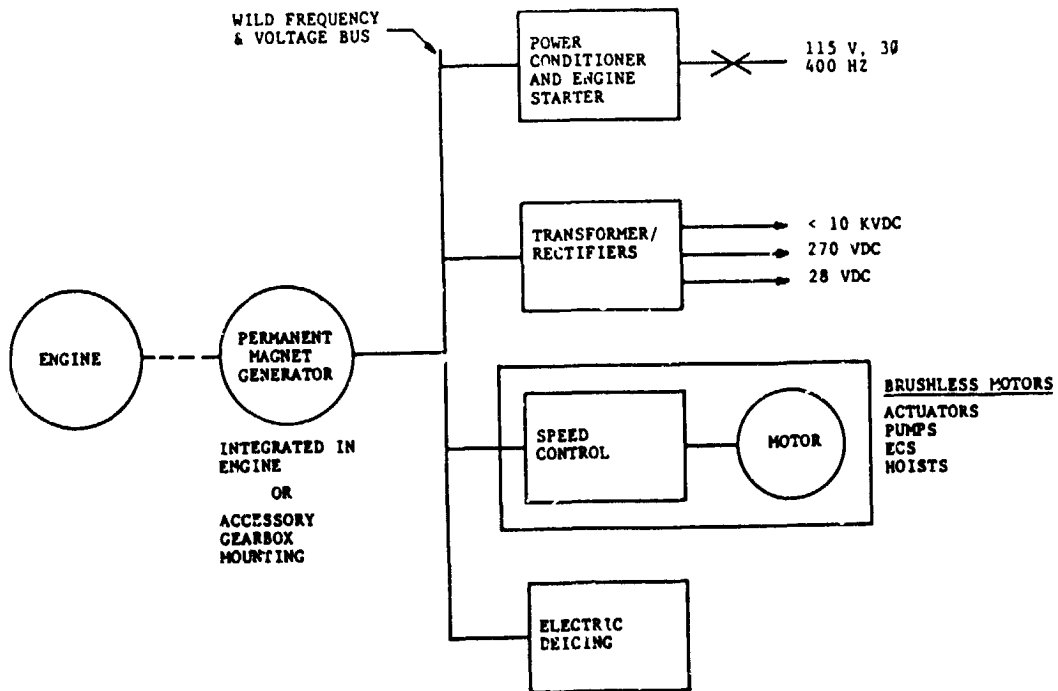 WILD FREQUENCY
& VOLTAGE BUS
POWER
CONDITIONER
AND ENGINE
STARTER
115 V, 3Ø
400 HZ
TRANSFORMER/
RECTIFIERS
< 10 KVDC
270 VDC
28 VDC
ENGINE
PERMANENT
MAGNET
GENERATOR
INTEGRATED IN
ENGINE
OR
ACCESSORY
GEARBOX
MOUNTING
SPEED
CONTROL
MOTOR
BRUSHLESS MOTORS
ACTUATORS
PUMPS
ECS
HOISTS
ELECTRIC
DEICING